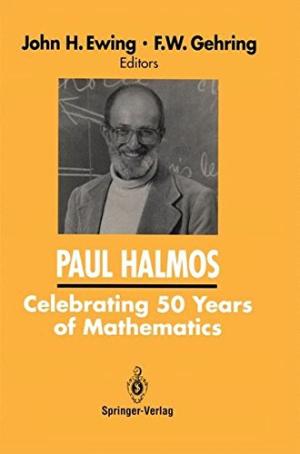 John H. Ewing · F.W. Gehring
Editors
PAUL HALMOS
Celebrating 50 Years
of Mathematics
Springer-Verlag